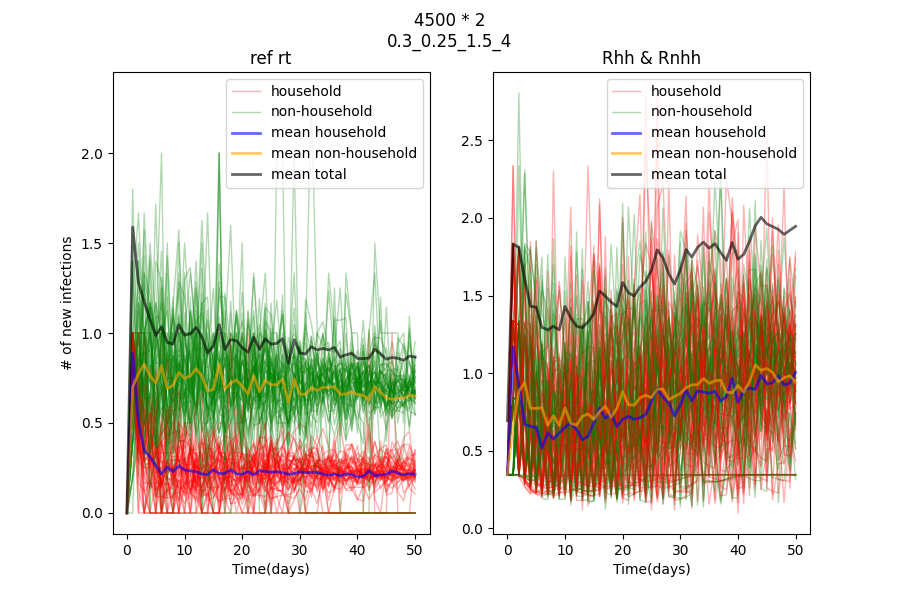 4500 * 2
0.3_0.25_1.5_4
ref rt
household
non-household
mean household
mean non-household
mean total
# of new infections
2.0
1.5
1.0
0.5
0.0
0 10 20 30 40 50
Time(days)
Rhh & Rnhh
household
non-household
mean household
mean non-household
mean total
2.5
2.0
1.5
1.0
0.5
0.0
0 10 20 30 40 50
Time(days)